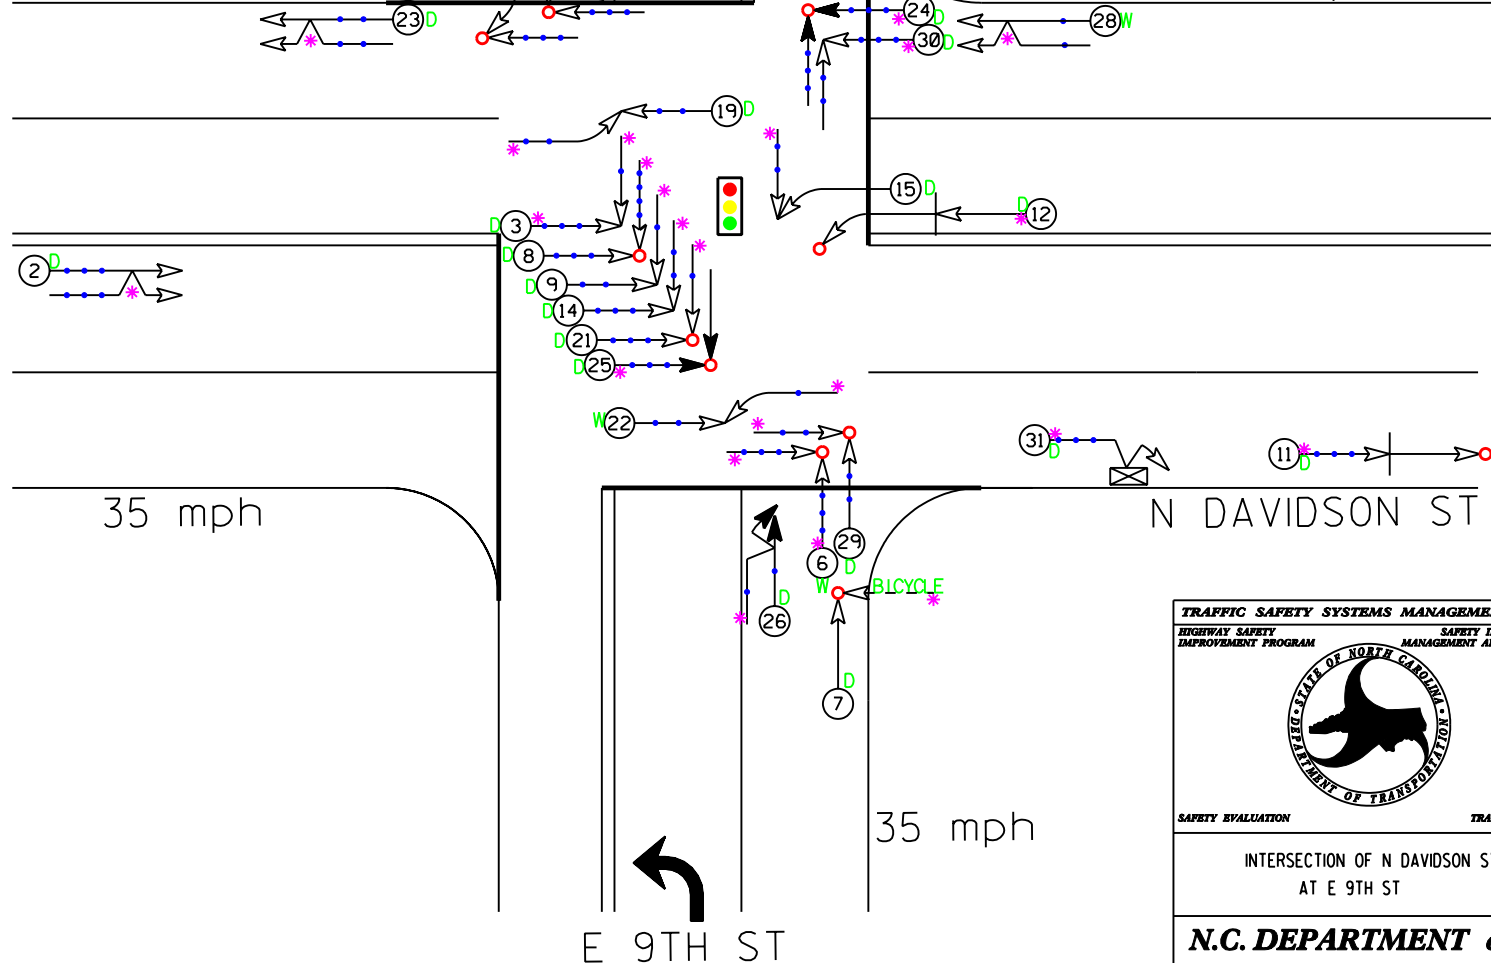 23 D
24 D
28 W
30 D
19 D
15 D
D 12
D 3
D 8
2 D
D 9
D 14
D 21
D 25
W 22
31 D
11 D
35 mph
N DAVIDSON ST
29 D
6 W
BICYCLE
D 26
D 7
TRAFFIC SAFETY SYSTEMS
HIGHWAY SAFETY SAFETY
IMPROVEMENT PROGRAM MANAGEMENT
STATE OF NORTH CAROLINA
DEPARTMENT OF TRANSPORTATION
35 mph
SAFETY EVALUATION
INTERSECTION OF N DAVIDSON
AT E 9TH ST
E 9TH ST
N.C. DEPARTMENT